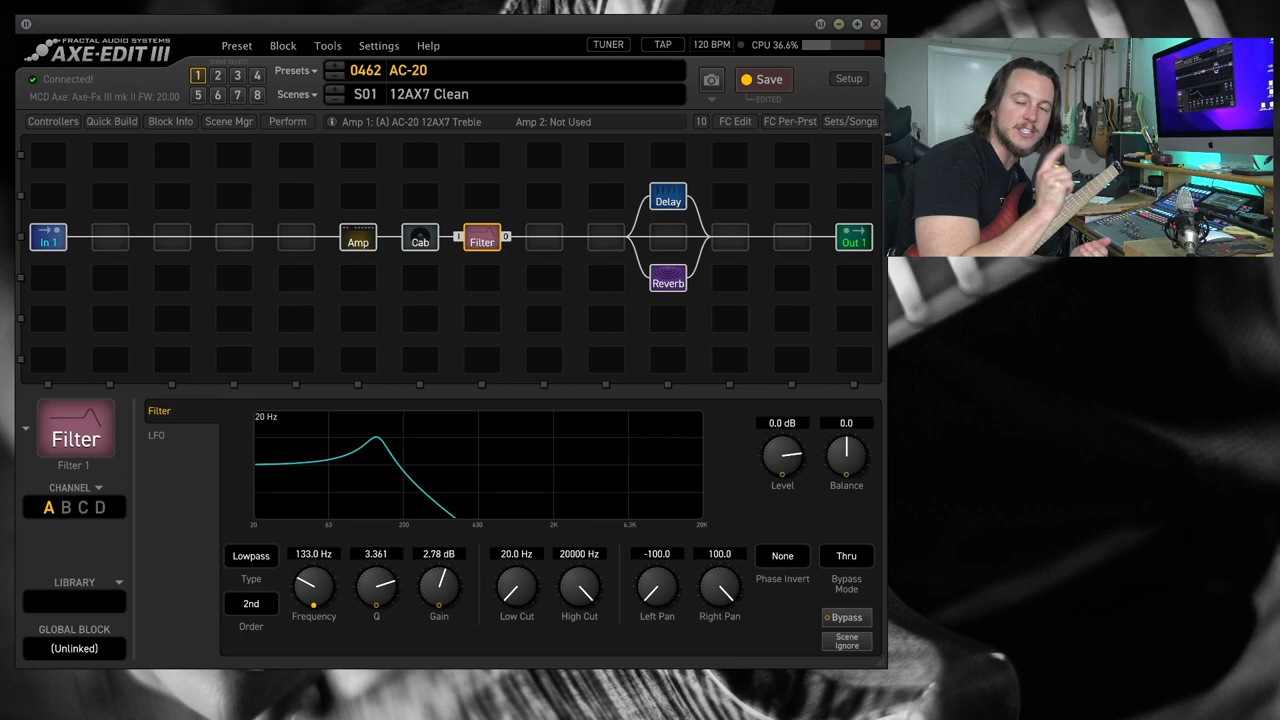 FRACTAL AUDIO SYSTEMS
AXE-EDIT III
Preset Block Tools Settings Help
TUNER TAP 120 BPM CPU 36.6%
Connected!
MCD Axe: Axe-Fx III mk II FW: 20.00
SCENE SELECT
1 2 3 4
5 6 7 8
Presets 0462 AC-20
Scenes S01 12AX7 Clean
Save
EDITED
Setup
Controllers Quick Build Block Info Scene Mgr Perform Amp 1: (A) AC-20 12AX7 Treble Amp 2: Not Used 10 FC Edit FC Per-Prst Sets/Songs
Delay
In 1 Amp Cab I Filter O Out 1
Reverb
Filter
Filter 1
CHANNEL
A B C D
LIBRARY
GLOBAL BLOCK
(Unlinked)
Filter
LFO
20 Hz
20 63 200 630 2K 6.3K 20K
0.0 dB 0.0
Level Balance
Lowpass 133.0 Hz 3.361 2.78 dB 20.0 Hz 20000 Hz -100.0 100.0 None Thru
Type Phase Invert Bypass Mode
2nd
Order Frequency Q Gain Low Cut High Cut Left Pan Right Pan
Bypass
Scene Ignore